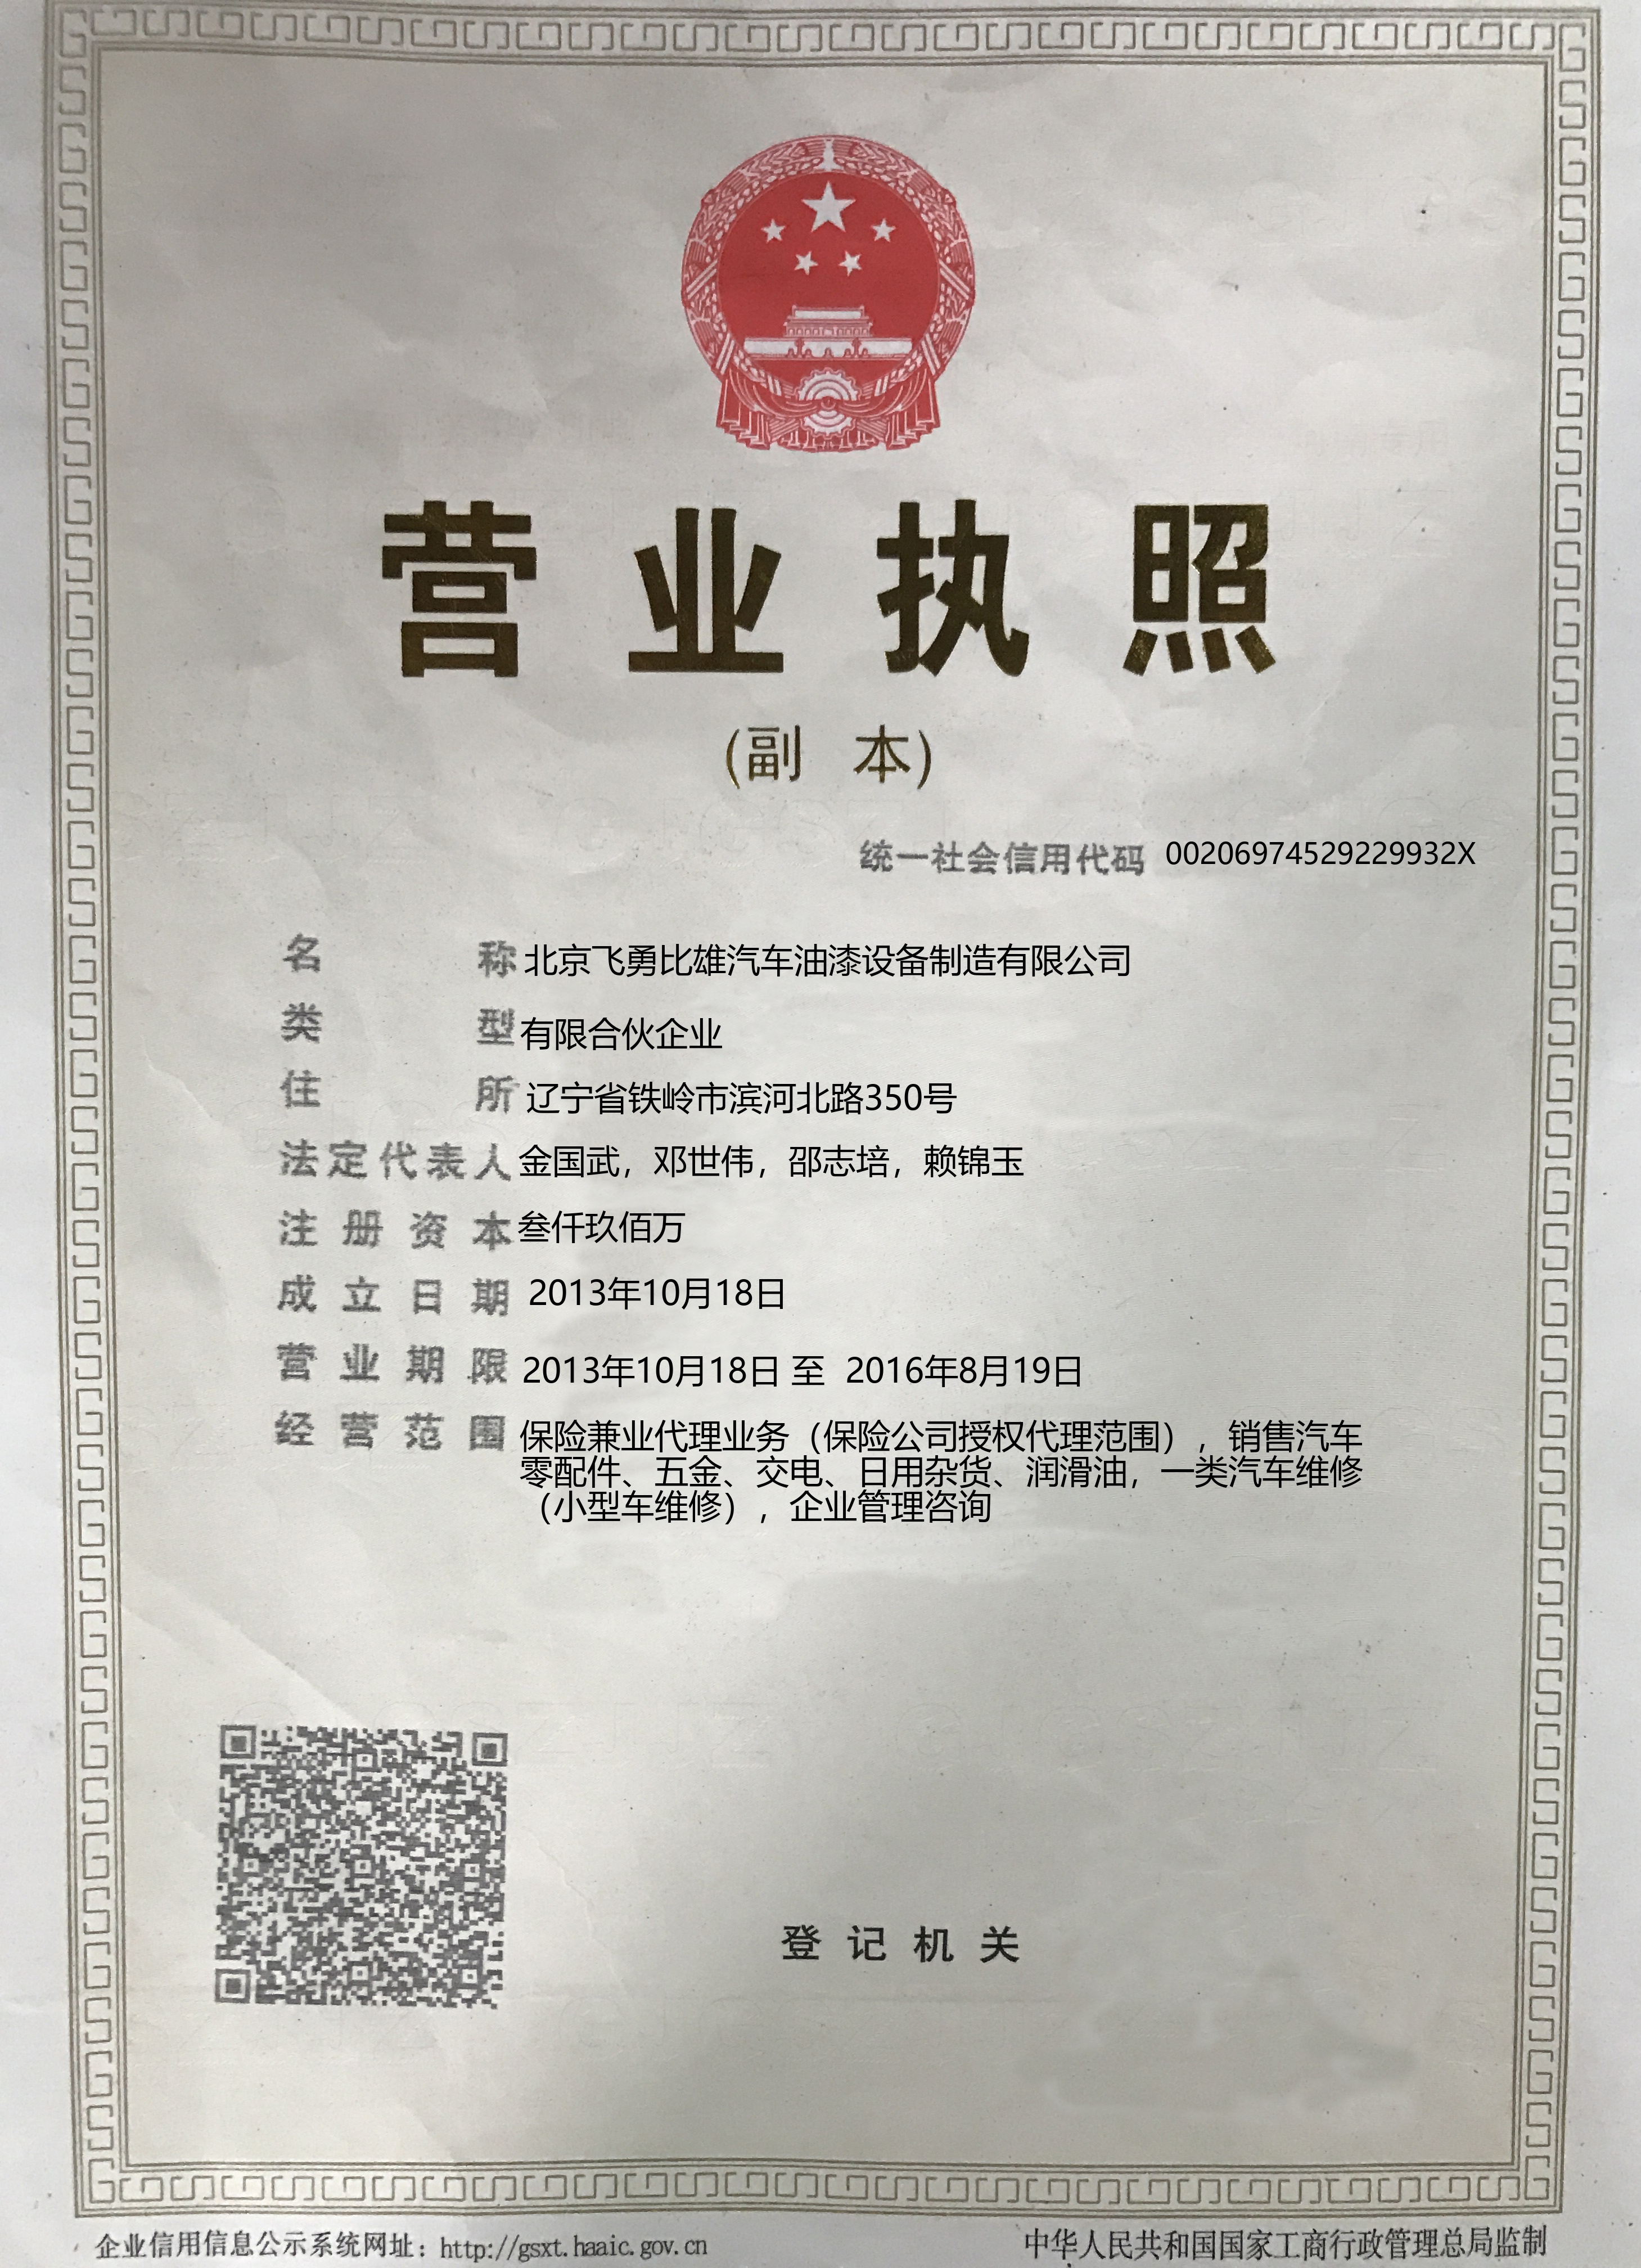 营业执照
(副 本)
统一社会信用代码 00206974529229932X
名 称 北京飞勇比雄汽车油漆设备制造有限公司
类 型 有限合伙企业
住 所 辽宁省铁岭市滨河北路350号
法定代表人 金国武，邓世伟，邵志培，赖锦玉
注册资本 叁仟玖佰万
成立日期 2013年10月18日
营业期限 2013年10月18日 至 2016年8月19日
经营范围 保险兼业代理业务（保险公司授权代理范围），销售汽车
零配件、五金、交电、日用杂货、润滑油，一类汽车维修
（小型车维修），企业管理咨询
登记机关
企业信用信息公示系统网址：http://gsxt.haaic.gov.cn
中华人民共和国国家工商行政管理总局监制